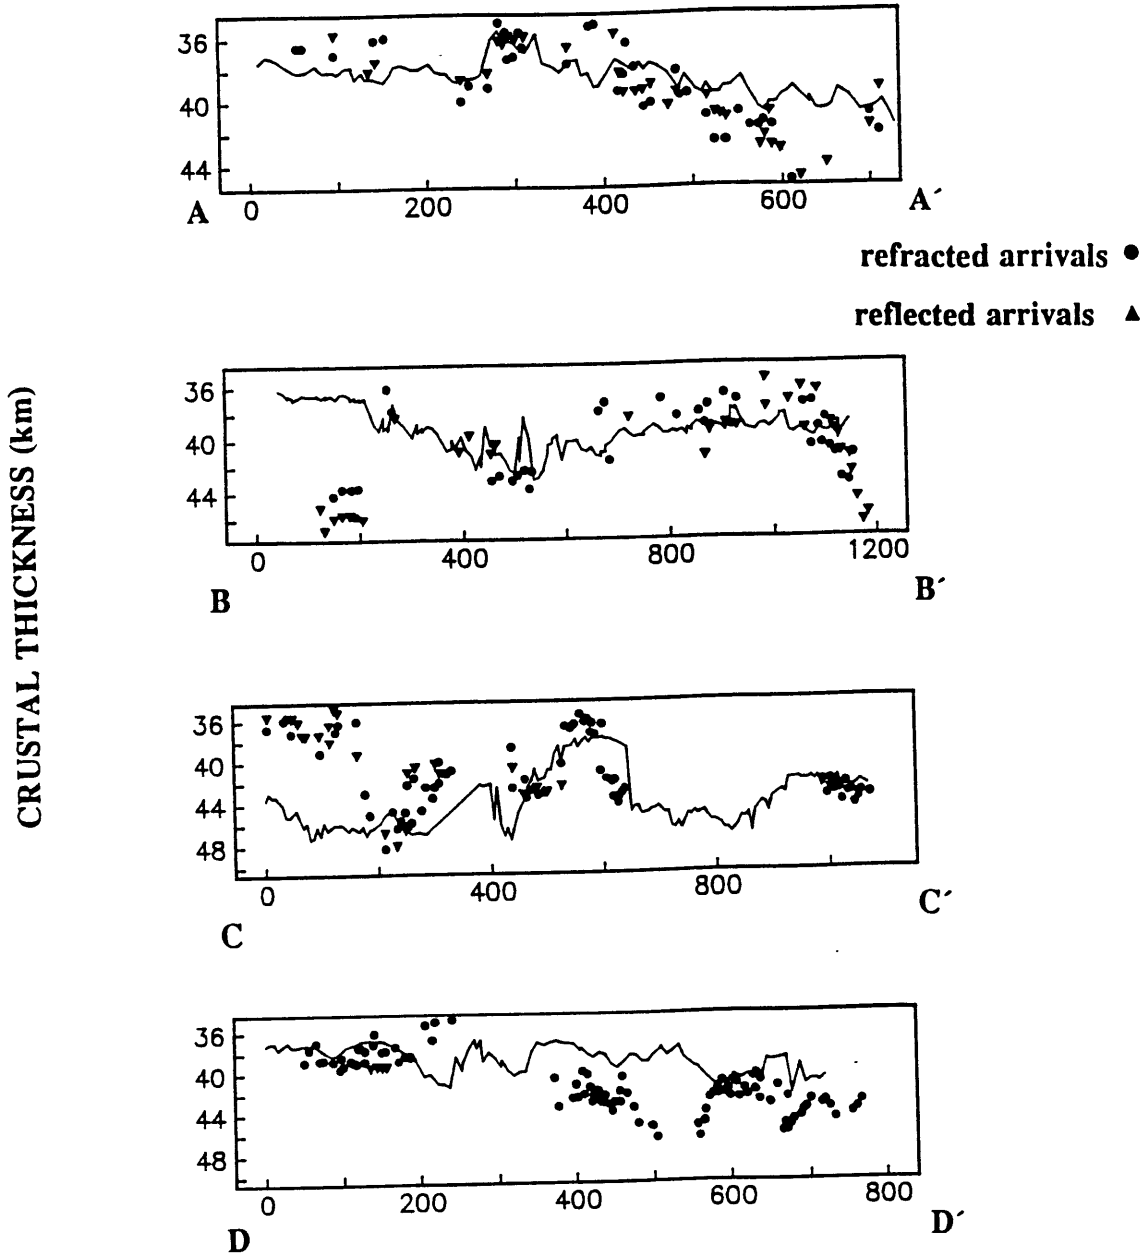 36
40
44
A 0 200 400 600 A´
refracted arrivals
reflected arrivals
CRUSTAL THICKNESS (km)
36
40
44
0 400 800 1200
B B´
36
40
44
48
0 400 800
C C´
36
40
44
48
0 200 400 600 800
D D´